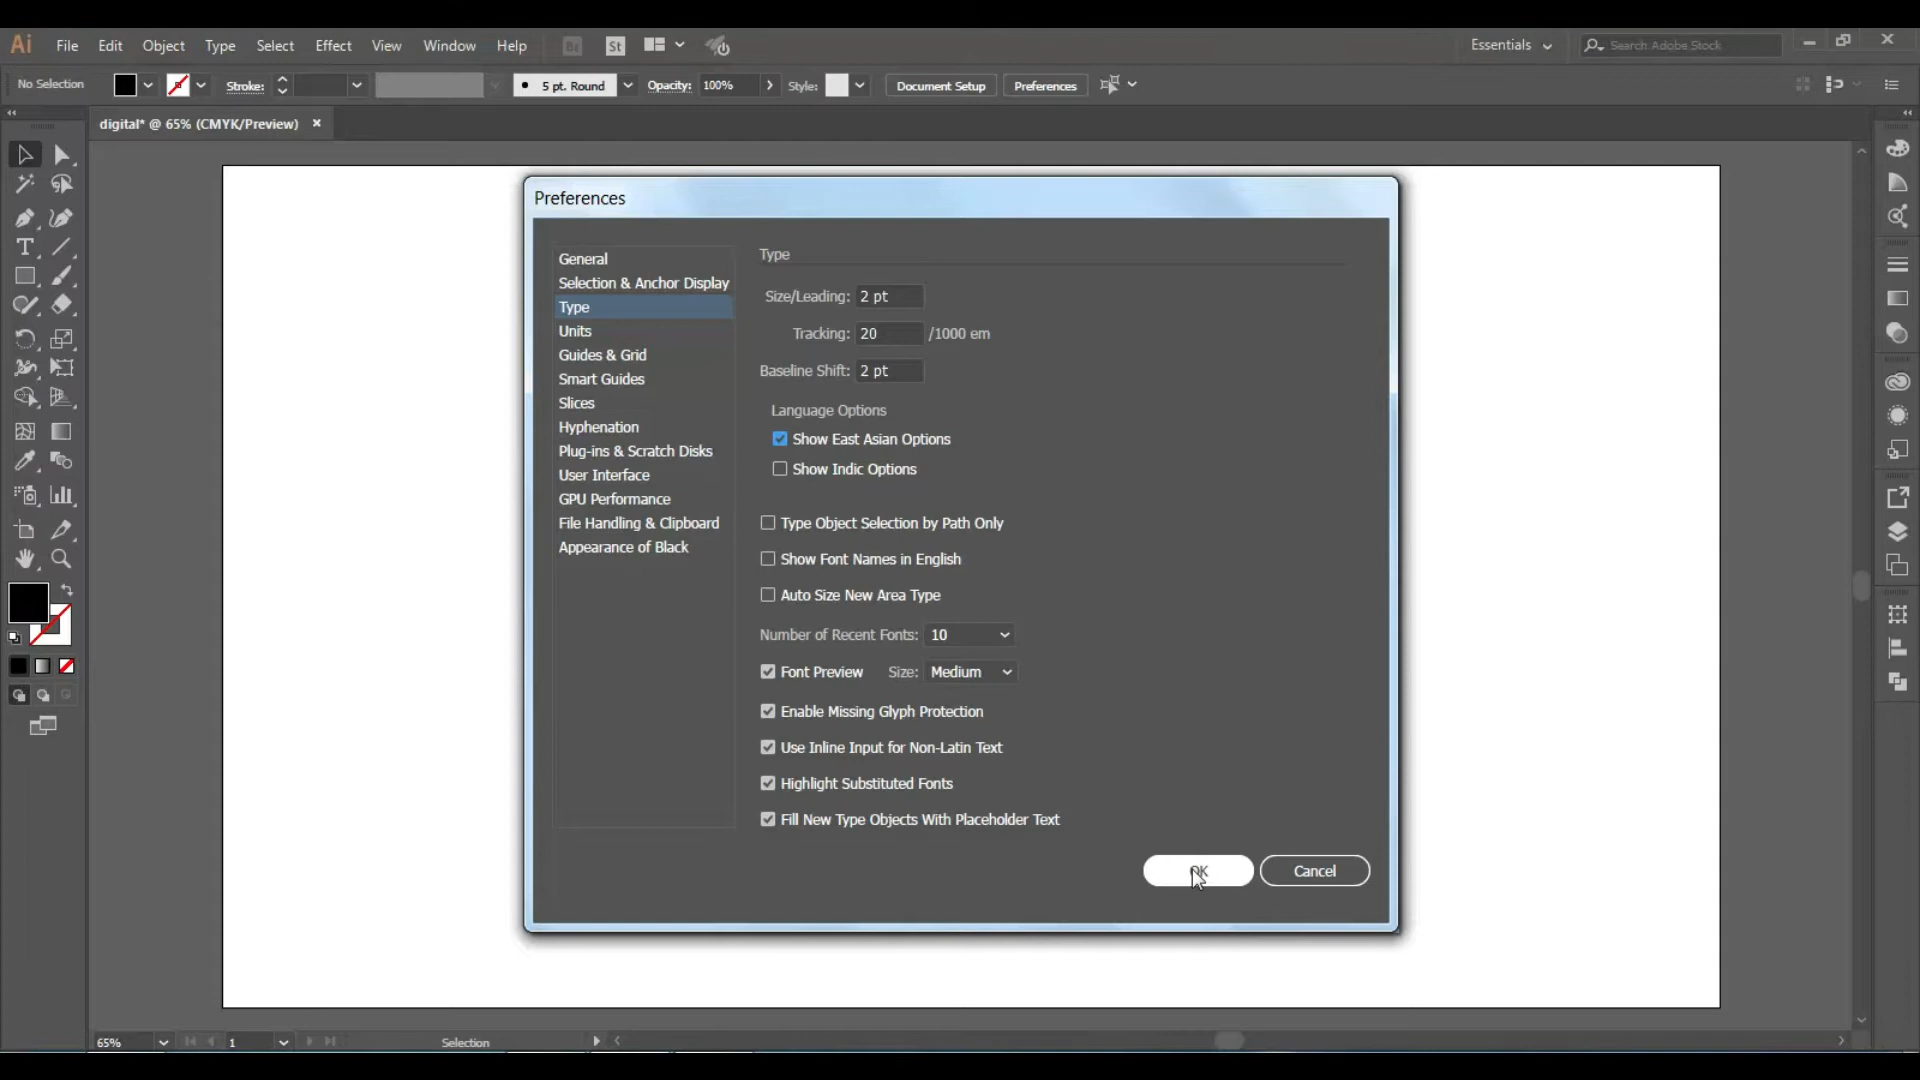 Ai File Edit Object Type Select Effect View Window Help Br St Essentials Search Adobe Stock
No Selection Stroke: 5 pt. Round Opacity: 100% Style: Document Setup Preferences
digital* @ 65% (CMYK/Preview)
Preferences
General
Selection & Anchor Display
Type
Units
Guides & Grid
Smart Guides
Slices
Hyphenation
Plug-ins & Scratch Disks
User Interface
GPU Performance
File Handling & Clipboard
Appearance of Black
Type
Size/Leading: 2 pt
Tracking: 20 /1000 em
Baseline Shift: 2 pt
Language Options
Show East Asian Options
Show Indic Options
Type Object Selection by Path Only
Show Font Names in English
Auto Size New Area Type
Number of Recent Fonts: 10
Font Preview Size: Medium
Enable Missing Glyph Protection
Use Inline Input for Non-Latin Text
Highlight Substituted Fonts
Fill New Type Objects With Placeholder Text
OK Cancel
65% 1 Selection